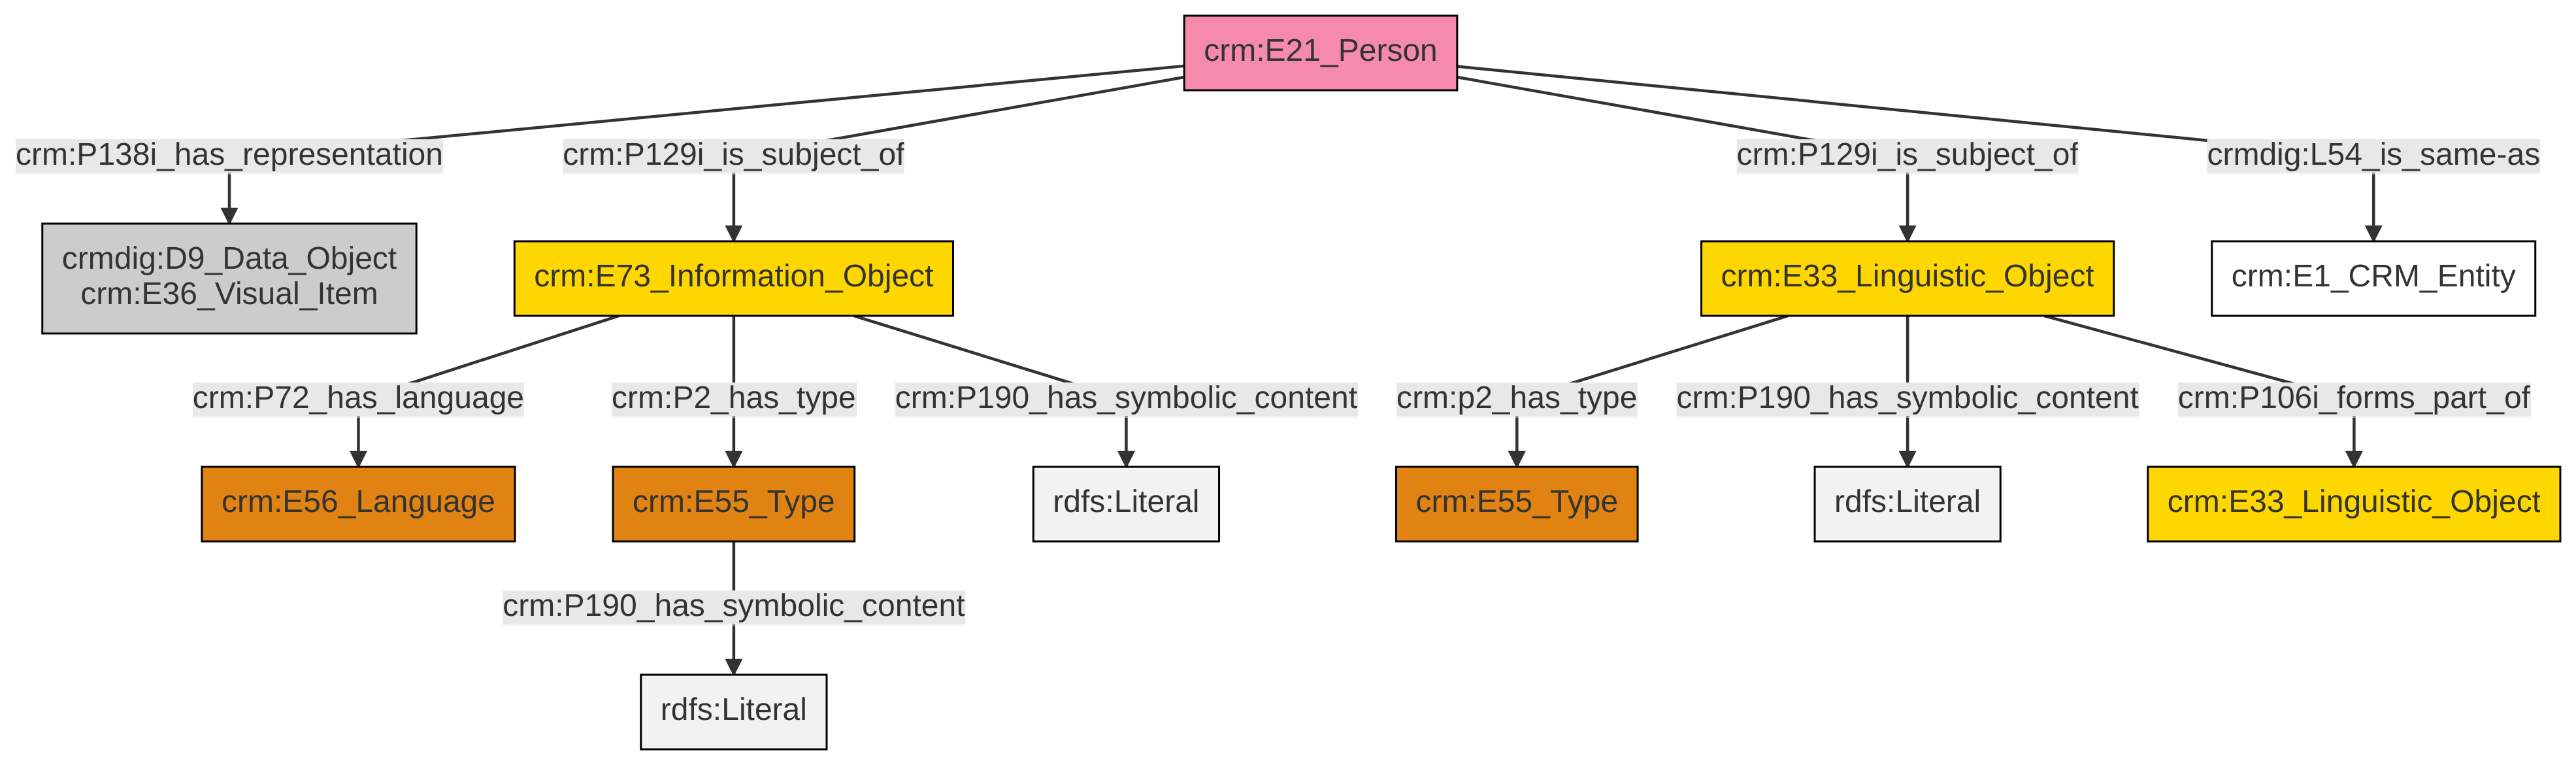 crm:E21_Person
crm:P138i_has_representation
crm:P129i_is_subject_of
crm:P129i_is_subject_of
crmdig:L54_is_same-as
crmdig:D9_Data_Object
crm:E36_Visual_Item
crm:E73_Information_Object
crm:E33_Linguistic_Object
crm:E1_CRM_Entity
crm:P72_has_language
crm:P2_has_type
crm:P190_has_symbolic_content
crm:p2_has_type
crm:P190_has_symbolic_content
crm:P106i_forms_part_of
crm:E56_Language
crm:E55_Type
rdfs:Literal
crm:E55_Type
rdfs:Literal
crm:E33_Linguistic_Object
crm:P190_has_symbolic_content
rdfs:Literal